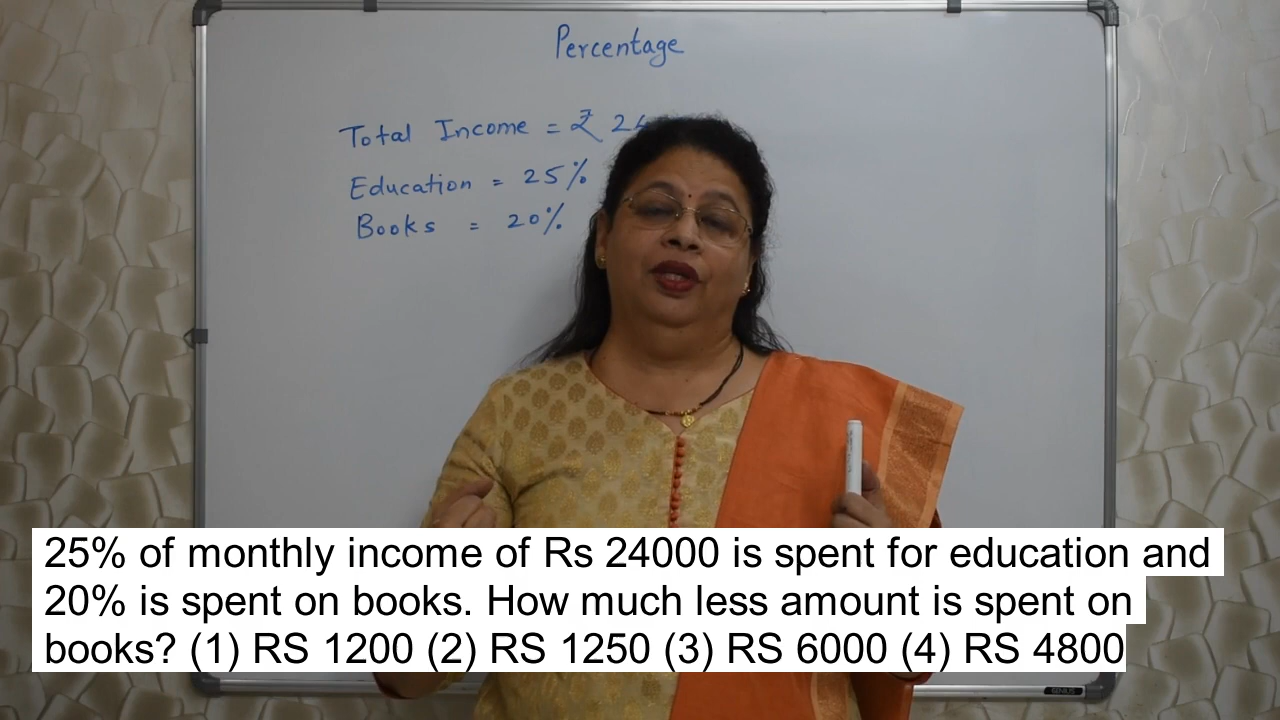 Percentage
Total Income = ₹ 24
Education = 25%
Books = 20%
25% of monthly income of Rs 24000 is spent for education and
20% is spent on books. How much less amount is spent on
books? (1) RS 1200 (2) RS 1250 (3) RS 6000 (4) RS 4800
GENIUS